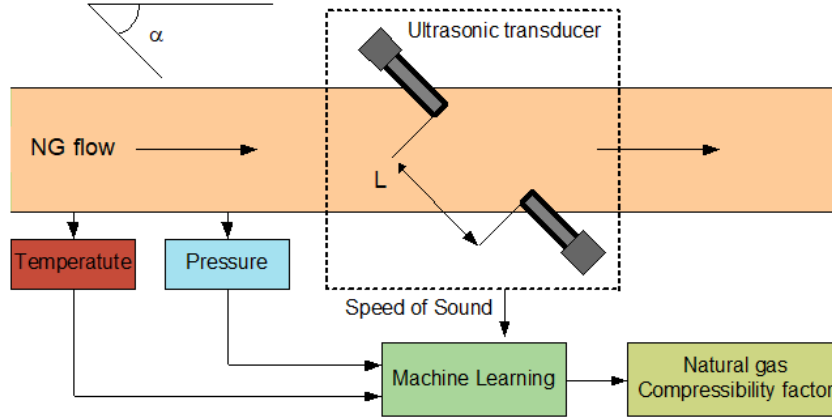 α
Ultrasonic transducer
NG flow
L
Temperatute
Pressure
Speed of Sound
Machine Learning
Natural gas
Compressibility factor